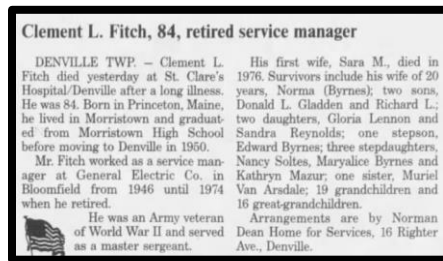 Clement L. Fitch, 84, retired service manager
DENVILLE TWP. – Clement L.
Fitch died yesterday at St. Clare's
Hospital/Denville after a long illness.
He was 84. Born in Princeton, Maine,
he lived in Morristown and graduat-
ed from Morristown High School
before moving to Denville in 1950.
Mr. Fitch worked as a service man-
ager at General Electric Co. in
Bloomfield from 1946 until 1974
when he retired.
He was an Army veteran
of World War II and served
as a master sergeant.
His first wife, Sara M., died in
1976. Survivors include his wife of 20
years, Norma (Byrnes); two sons,
Donald L. Gladden and Richard L.;
two daughters, Gloria Lennon and
Sandra Reynolds; one stepson,
Edward Byrnes; three stepdaughters,
Nancy Soltes, Maryalice Byrnes and
Kathryn Mazur; one sister, Muriel
Van Arsdale; 19 grandchildren and
16 great-grandchildren.
Arrangements are by Norman
Dean Home for Services, 16 Righter
Ave., Denville.